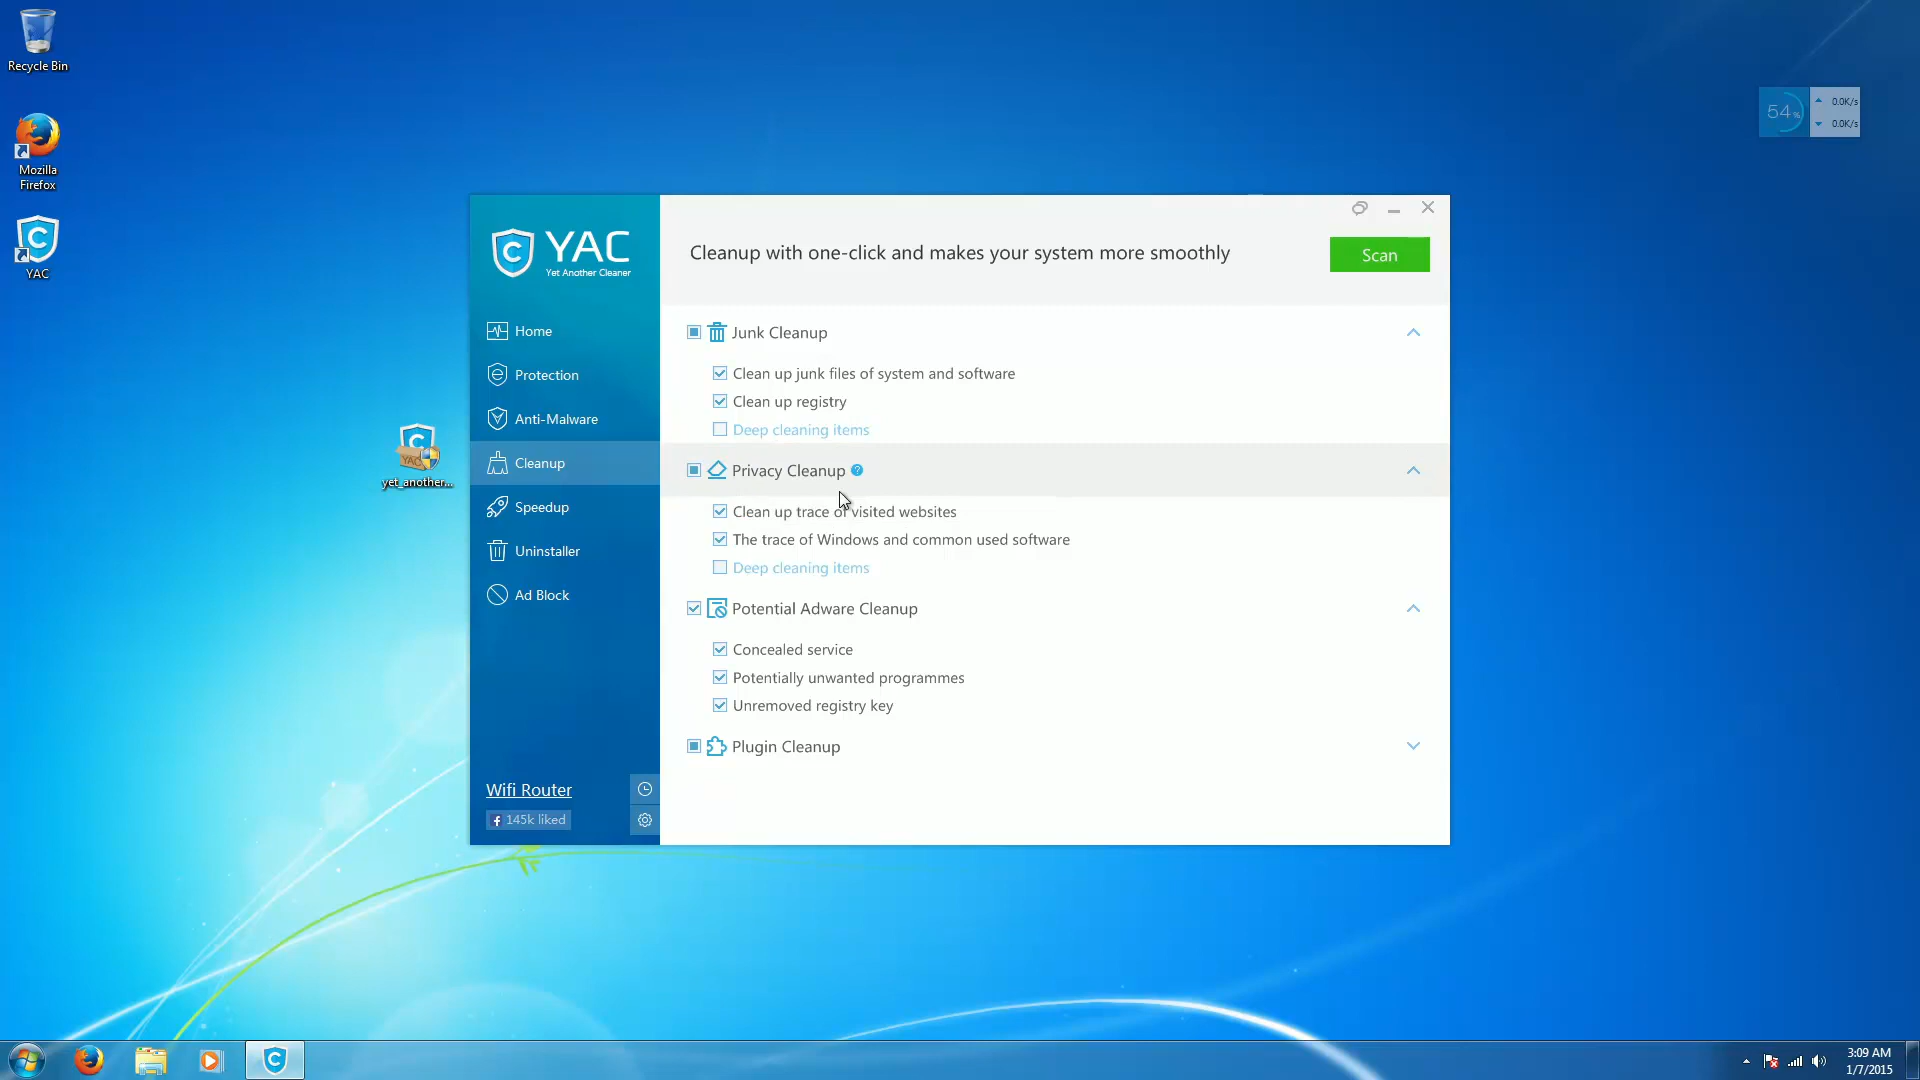 Recycle Bin
Mozilla
Firefox
YAC
yet_another...
54%
0.0K/s
0.0K/s
YAC
Yet Another Cleaner
Home
Protection
Anti-Malware
Cleanup
Speedup
Uninstaller
Ad Block
Wifi Router
145k liked
Cleanup with one-click and makes your system more smoothly
Scan
Junk Cleanup
Clean up junk files of system and software
Clean up registry
Deep cleaning items
Privacy Cleanup ?
Clean up trace of visited websites
The trace of Windows and common used software
Deep cleaning items
Potential Adware Cleanup
Concealed service
Potentially unwanted programmes
Unremoved registry key
Plugin Cleanup
3:09 AM
1/7/2015